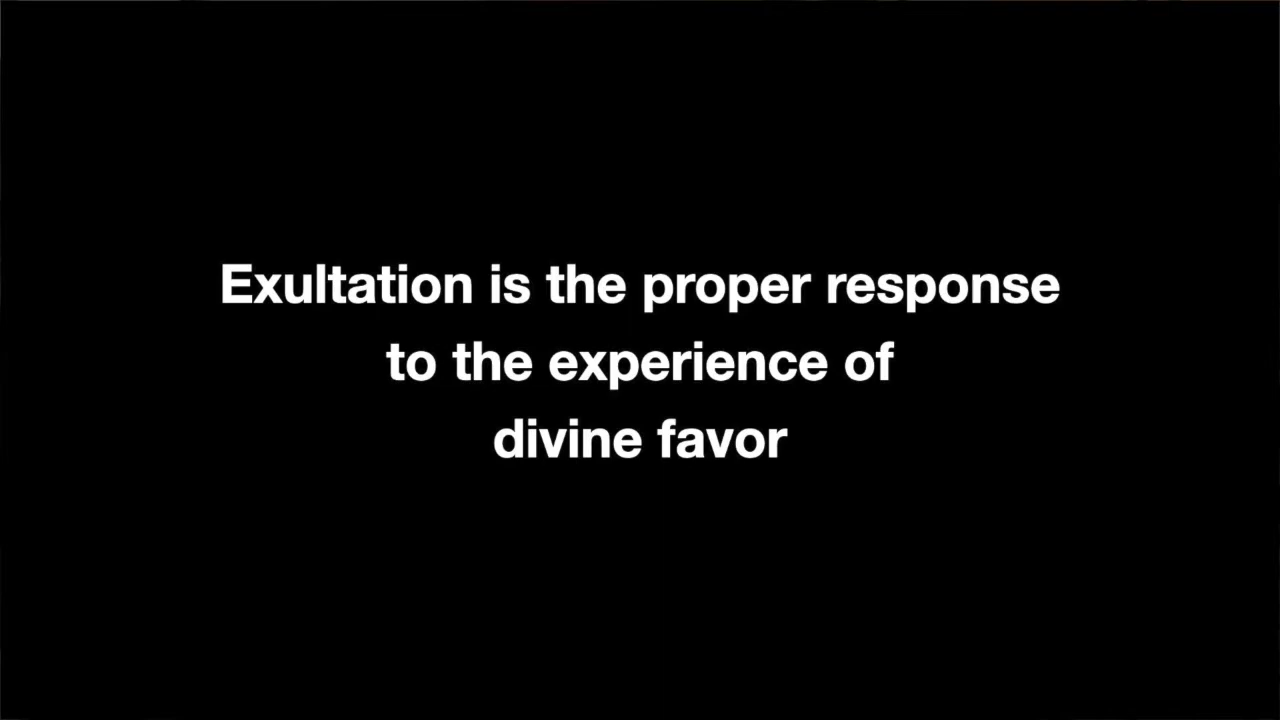 Exultation is the proper response
to the experience of
divine favor